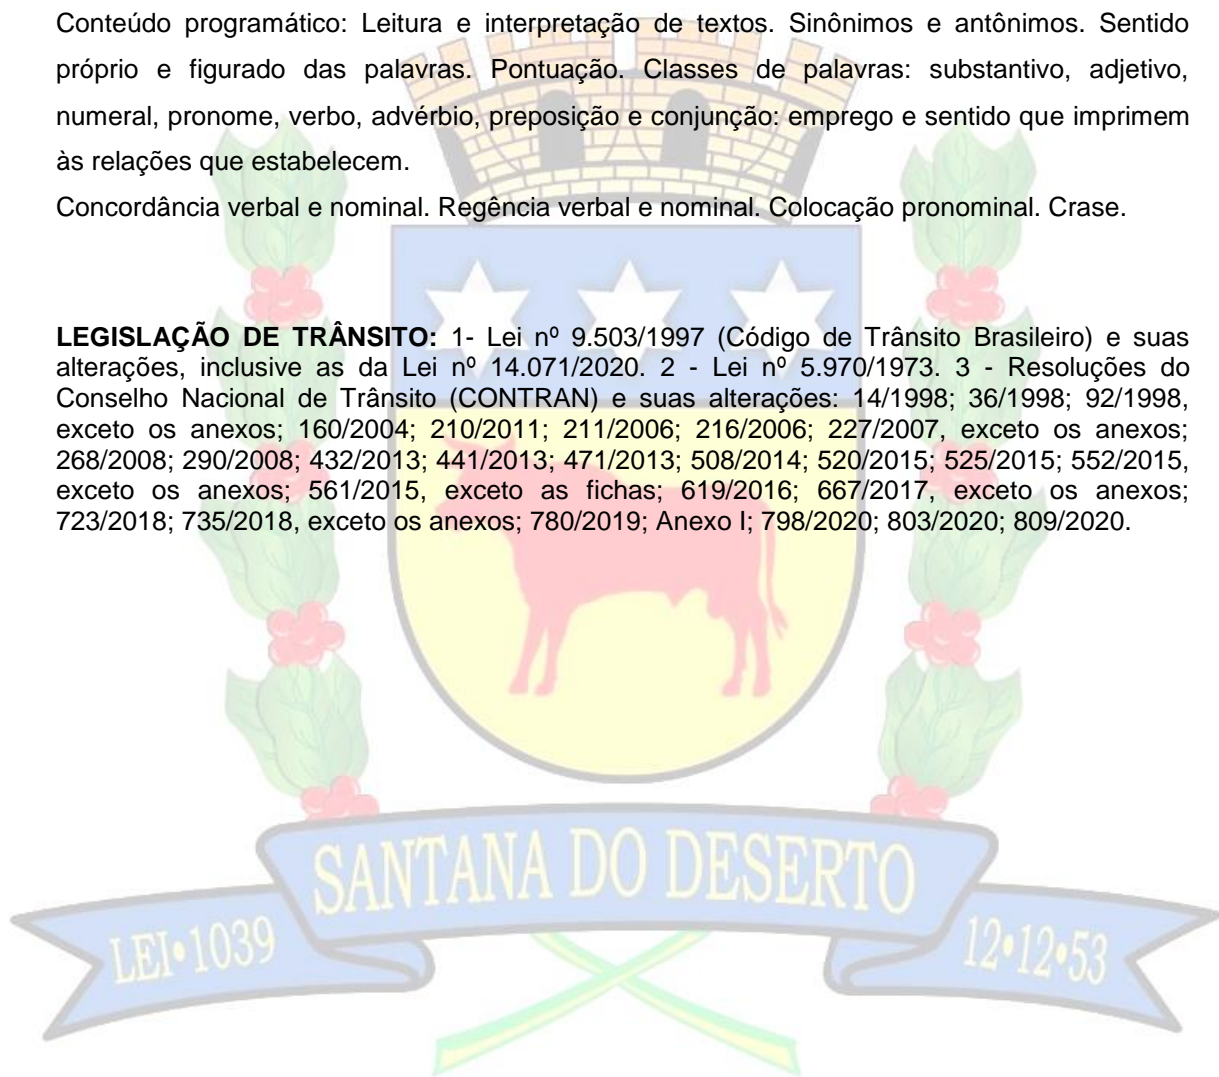 Conteúdo programático: Leitura e interpretação de textos. Sinônimos e antônimos. Sentido
próprio e figurado das palavras. Pontuação. Classes de palavras: substantivo, adjetivo,
numeral, pronome, verbo, advérbio, preposição e conjunção: emprego e sentido que imprimem
às relações que estabelecem.
Concordância verbal e nominal. Regência verbal e nominal. Colocação pronominal. Crase.
LEGISLAÇÃO DE TRÂNSITO: 1- Lei nº 9.503/1997 (Código de Trânsito Brasileiro) e suas
alterações, inclusive as da Lei nº 14.071/2020. 2 - Lei nº 5.970/1973. 3 - Resoluções do
Conselho Nacional de Trânsito (CONTRAN) e suas alterações: 14/1998; 36/1998; 92/1998,
exceto os anexos; 160/2004; 210/2011; 211/2006; 216/2006; 227/2007, exceto os anexos;
268/2008; 290/2008; 432/2013; 441/2013; 471/2013; 508/2014; 520/2015; 525/2015; 552/2015,
exceto os anexos; 561/2015, exceto as fichas; 619/2016; 667/2017, exceto os anexos;
723/2018; 735/2018, exceto os anexos; 780/2019; Anexo I; 798/2020; 803/2020; 809/2020.
SANTANA DO DESERTO
LEI•1039
12•12•53